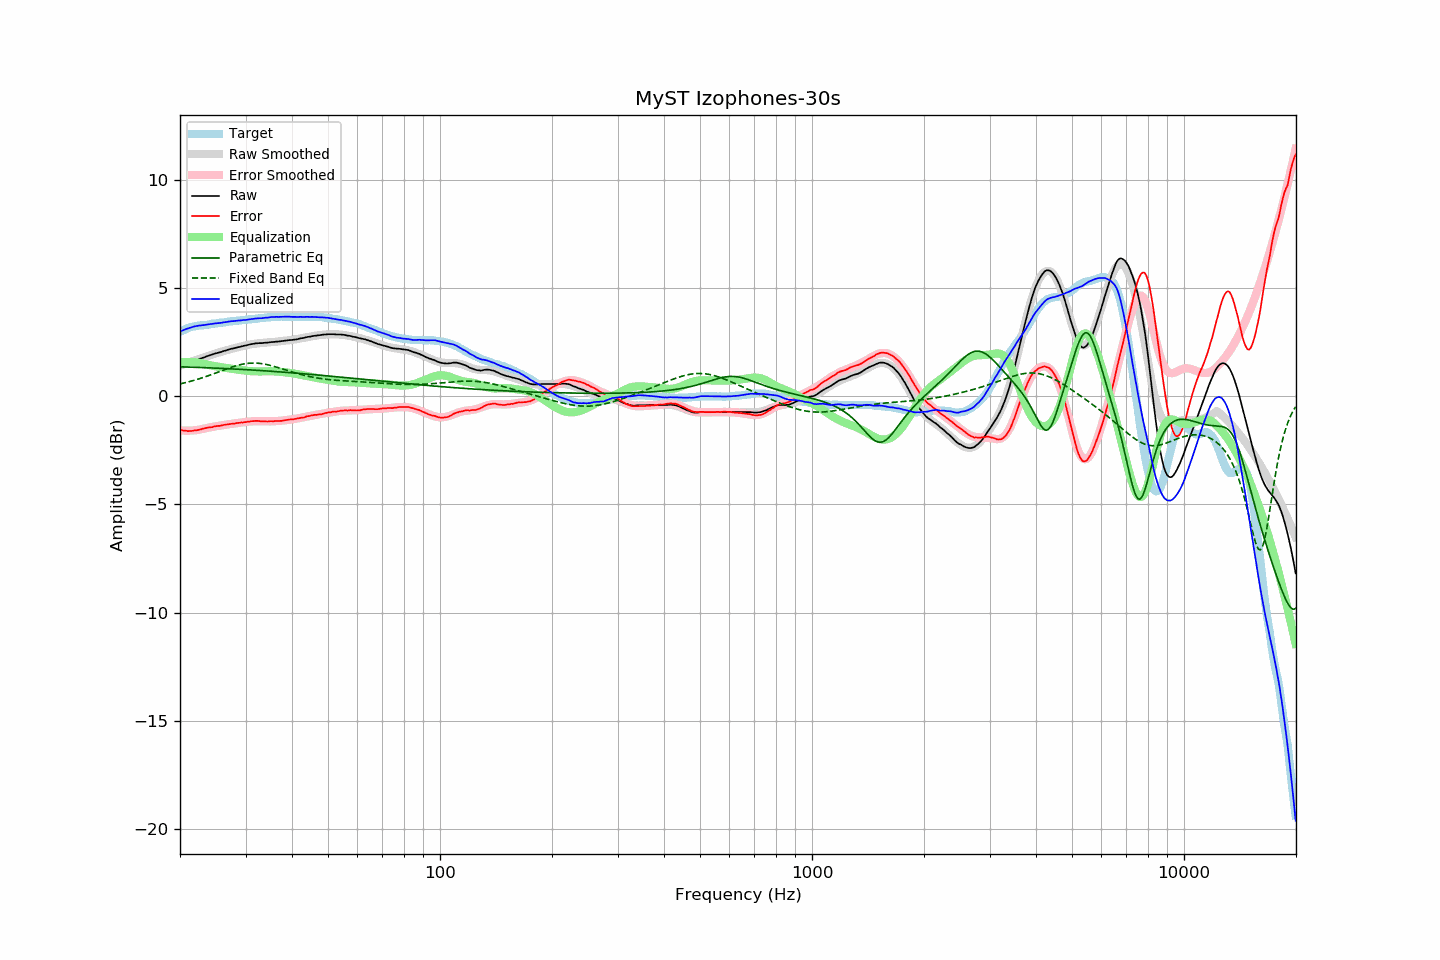 MyST Izophones-30s
Target
Raw Smoothed
Error Smoothed
Raw
Error
Equalization
Parametric Eq
Fixed Band Eq
Equalized
10
5
0
−5
−10
−15
−20
Amplitude (dBr)
100
1000
10000
Frequency (Hz)